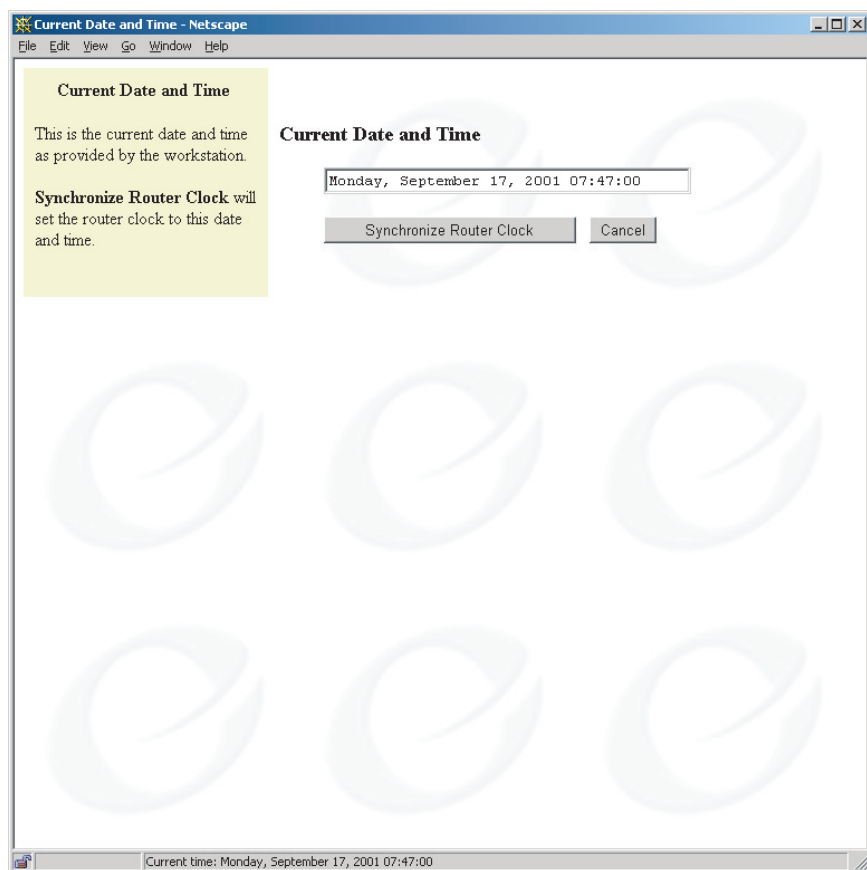 Current Date and Time - Netscape
File Edit View Go Window Help
Current Date and Time
This is the current date and time
as provided by the workstation.
Synchronize Router Clock will
set the router clock to this date
and time.
Current Date and Time
Monday, September 17, 2001 07:47:00
Synchronize Router Clock Cancel
Current time: Monday, September 17, 2001 07:47:00